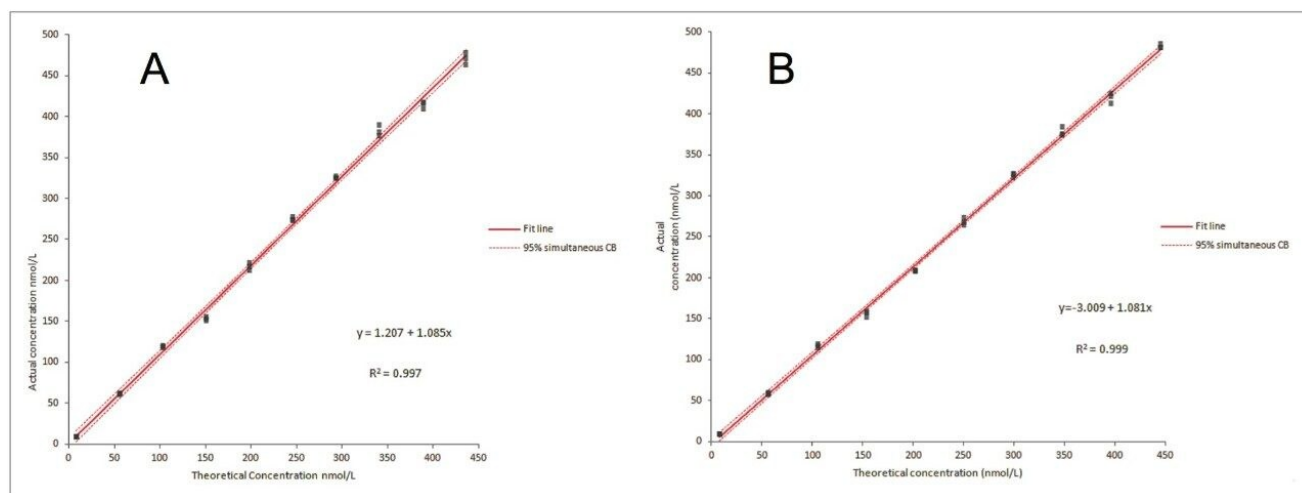 A
500
450
400
350
300
250
200
150
100
50
0
Actual concentration nmol/L
0 50 100 150 200 250 300 350 400 450
Theoretical Concentration nmol/L
Fit line
95% simultaneous CB
y = 1.207 + 1.085x
R² = 0.997
B
500
450
400
350
300
250
200
150
100
50
0
Actual
concentration (nmol/L)
0 50 100 150 200 250 300 350 400 450
Theoretical concentration (nmol/L)
Fit line
95% simultaneous CB
y=-3.009 + 1.081x
R² = 0.999